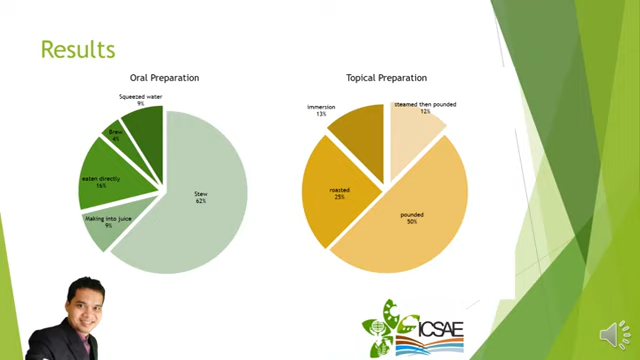 Results
Oral Preparation
Squeezed water
9%
Brew
4%
eaten directly
16%
Making into juice
9%
Stew
62%
Topical Preparation
immersion
13%
steamed then pounded
12%
roasted
25%
pounded
50%
ICSAE